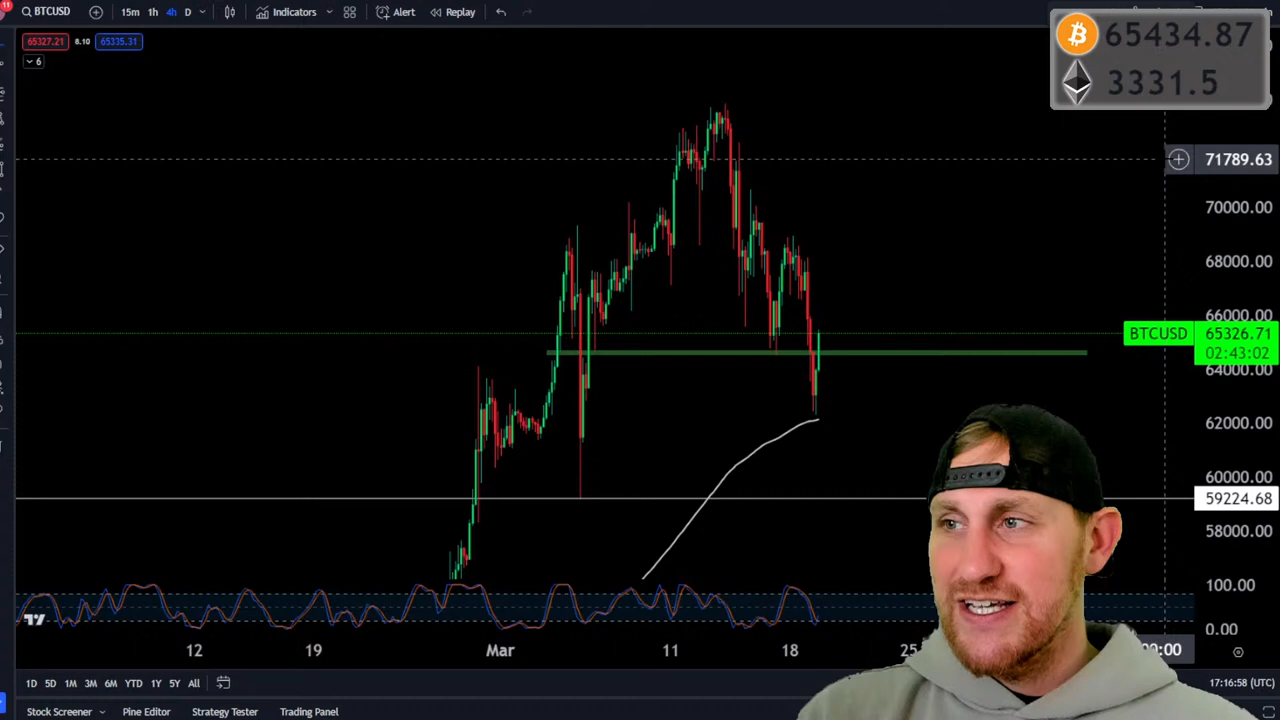 11
BTCUSD
15m 1h 4h D
Indicators
Alert
Replay
65327.21 8.10 65335.31
6
65434.87
3331.5
71789.63
70000.00
68000.00
66000.00
BTCUSD 65326.71
02:43:02
64000.00
62000.00
60000.00
59224.68
58000.00
100.00
0.00
12 19 Mar 11 18 25 00:00
1D 5D 1M 3M 6M YTD 1Y 5Y All
17:16:58 (UTC)
Stock Screener Pine Editor Strategy Tester Trading Panel